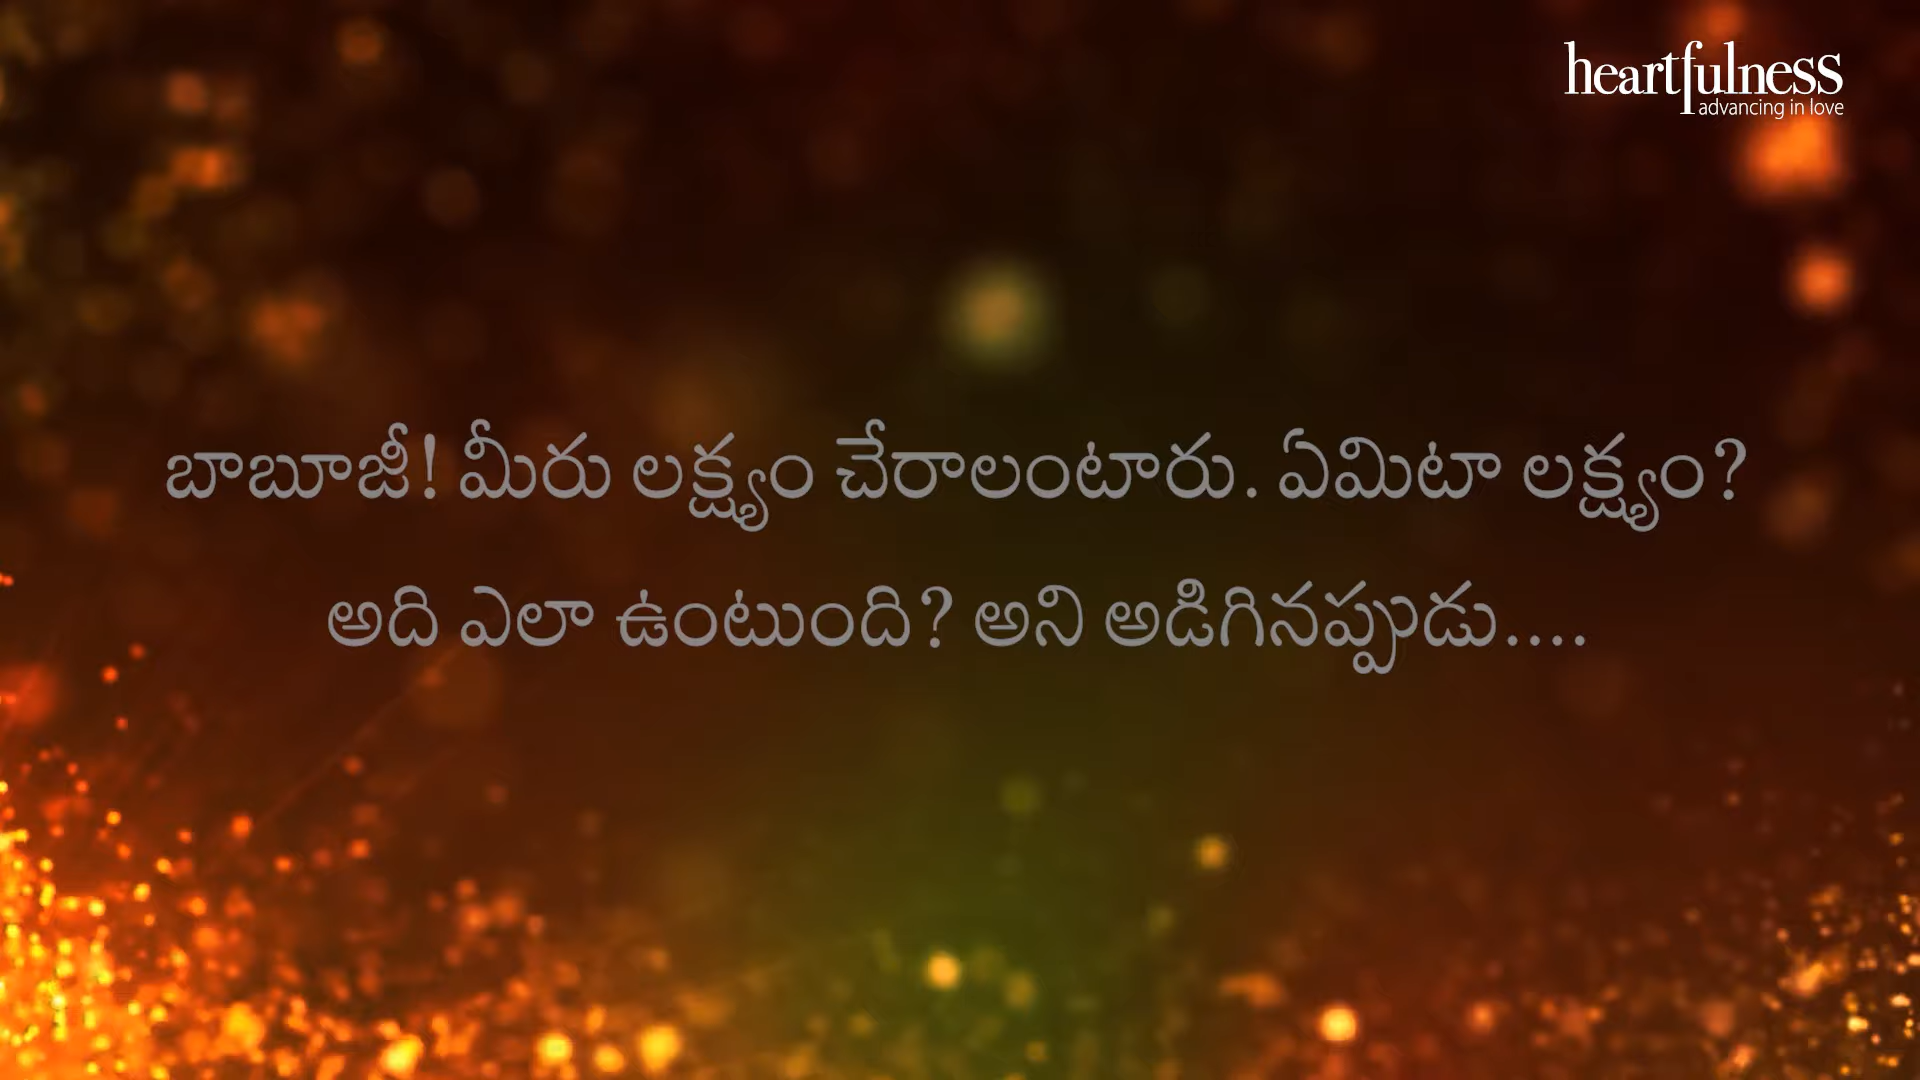 heartfulness
advancing in love
బాబూజీ! మీరు లక్ష్యం చేరాలంటారు. ఏమిటా లక్ష్యం?
అది ఎలా ఉంటుంది? అని అడిగినప్పుడు....